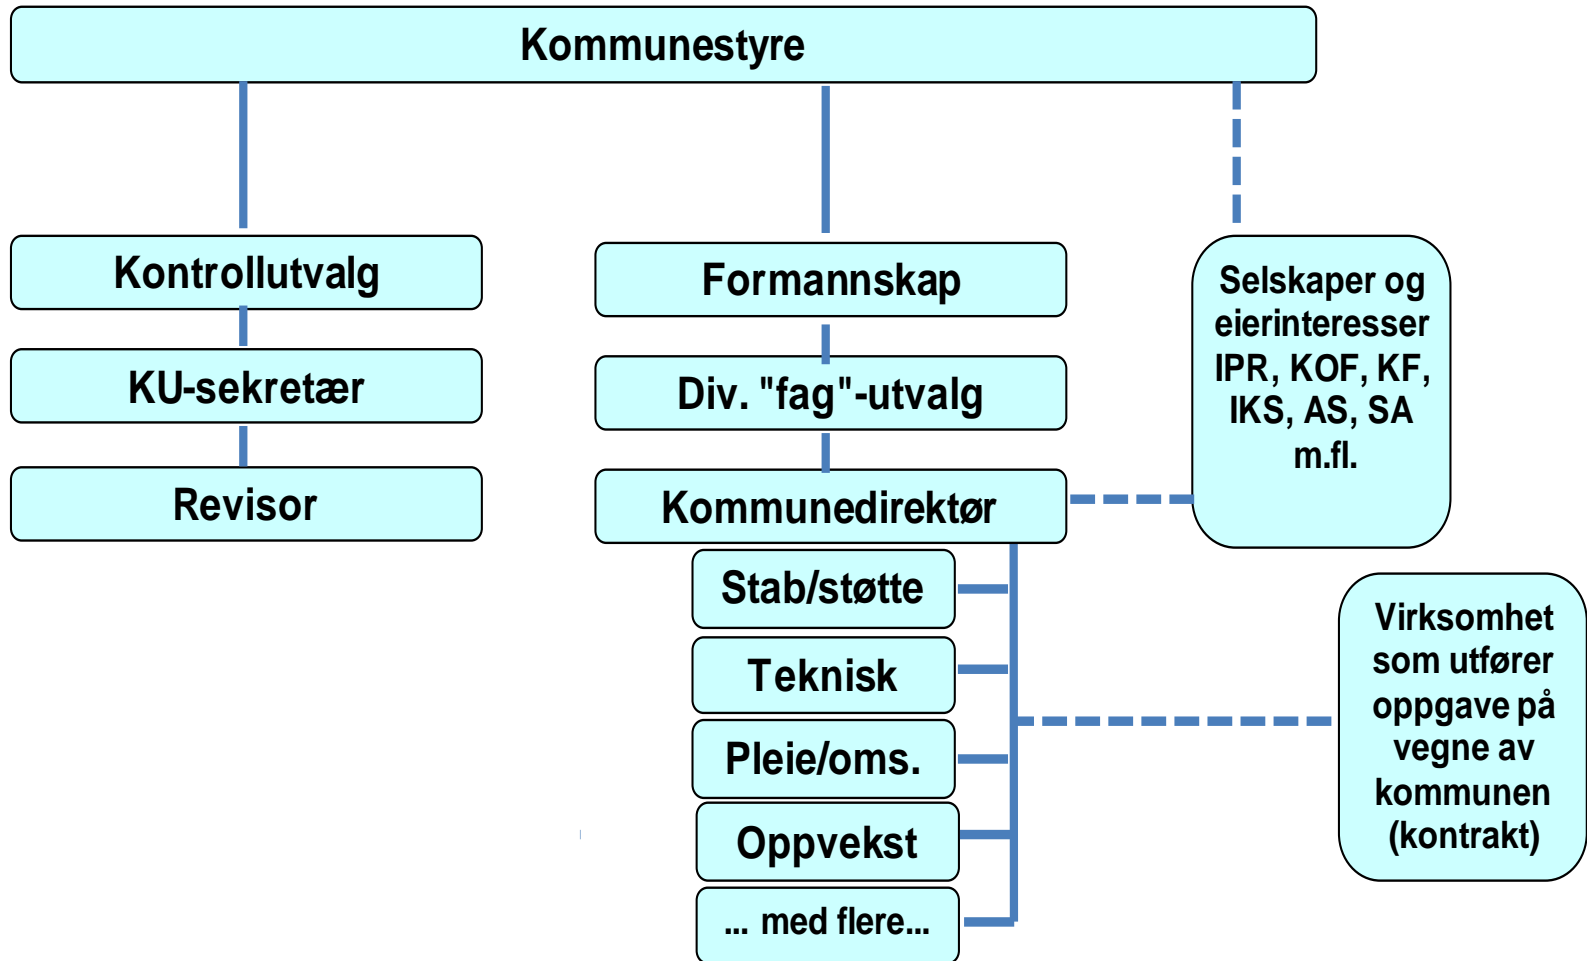 Kommunestyre
Kontrollutvalg
KU-sekretær
Revisor
Formannskap
Div. "fag"-utvalg
Kommunedirektør
Stab/støtte
Teknisk
Pleie/oms.
Oppvekst
... med flere...
Selskaper og
eierinteresser
IPR, KOF, KF,
IKS, AS, SA
m.fl.
Virksomhet
som utfører
oppgave på
vegne av
kommunen
(kontrakt)